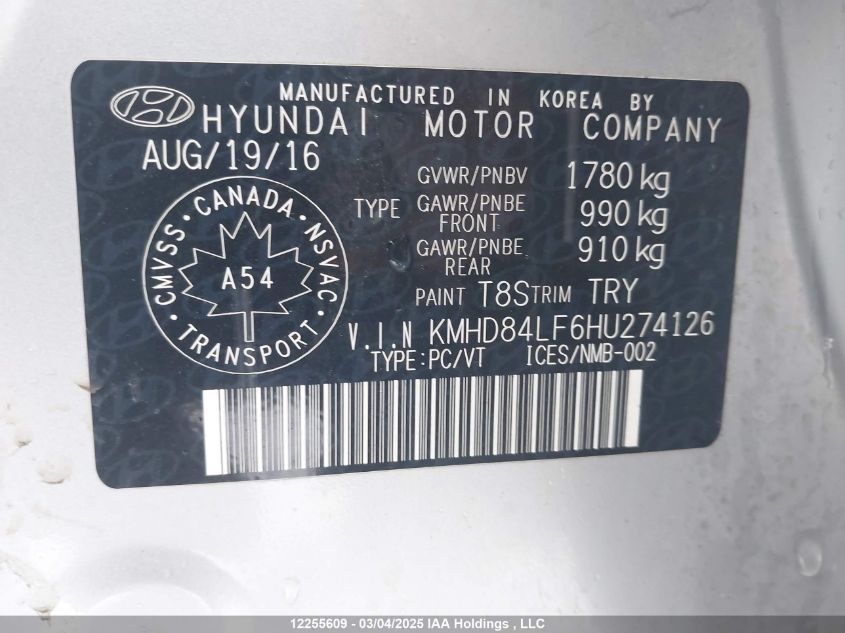 MANUFACTURED IN KOREA BY
HYUNDAI MOTOR COMPANY
AUG/19/16
GVWR/PNBV 1780 kg
TYPE GAWR/PNBE FRONT 990 kg
GAWR/PNBE REAR 910 kg
CANADA · NSVAC · TRANSPORT · CMVSS ·
A54
PAINT T8S TRIM TRY
V.I.N KMHD84LF6HU274126
TYPE:PC/VT ICES/NMB-002
12255609 - 03/04/2025 IAA Holdings , LLC